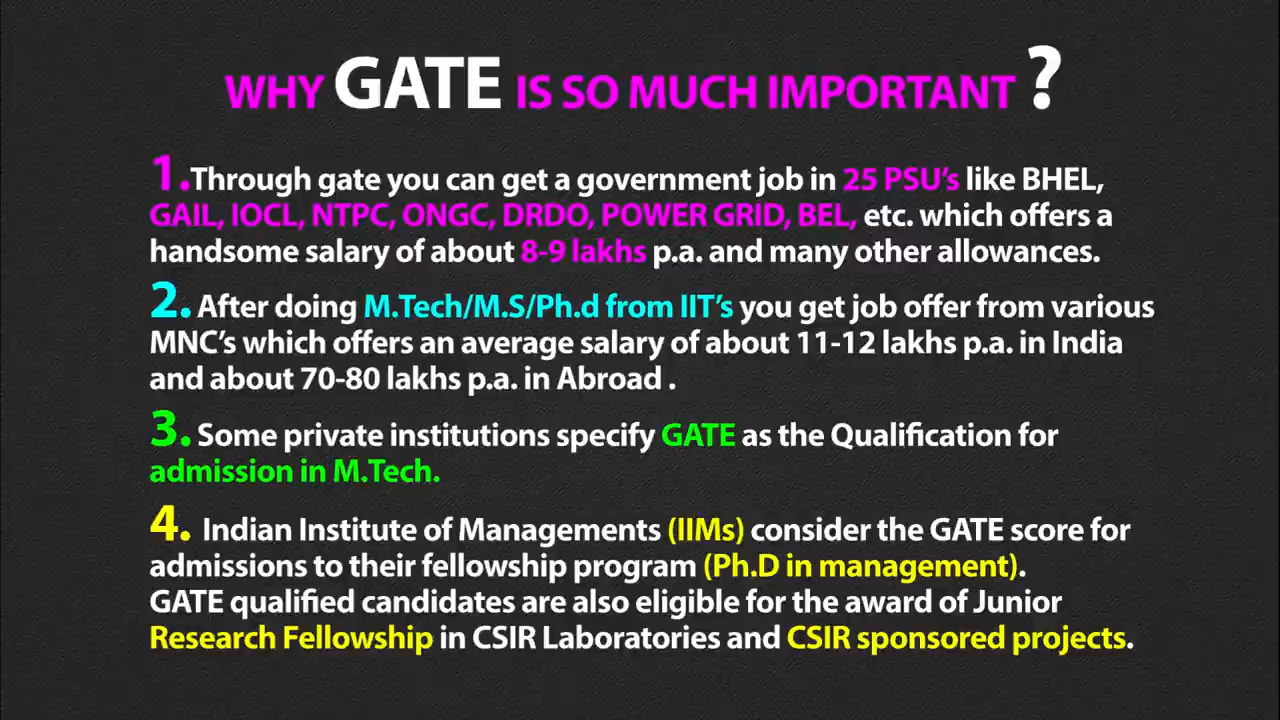 WHY GATE IS SO MUCH IMPORTANT ?
1.Through gate you can get a government job in 25 PSU's like BHEL,
GAIL, IOCL, NTPC, ONGC, DRDO, POWER GRID, BEL, etc. which offers a
handsome salary of about 8-9 lakhs p.a. and many other allowances.
2. After doing M.Tech/M.S/Ph.d from IIT's you get job offer from various
MNC's which offers an average salary of about 11-12 lakhs p.a. in India
and about 70-80 lakhs p.a. in Abroad .
3. Some private institutions specify GATE as the Qualification for
admission in M.Tech.
4. Indian Institute of Managements (IIMs) consider the GATE score for
admissions to their fellowship program (Ph.D in management).
GATE qualified candidates are also eligible for the award of Junior
Research Fellowship in CSIR Laboratories and CSIR sponsored projects.